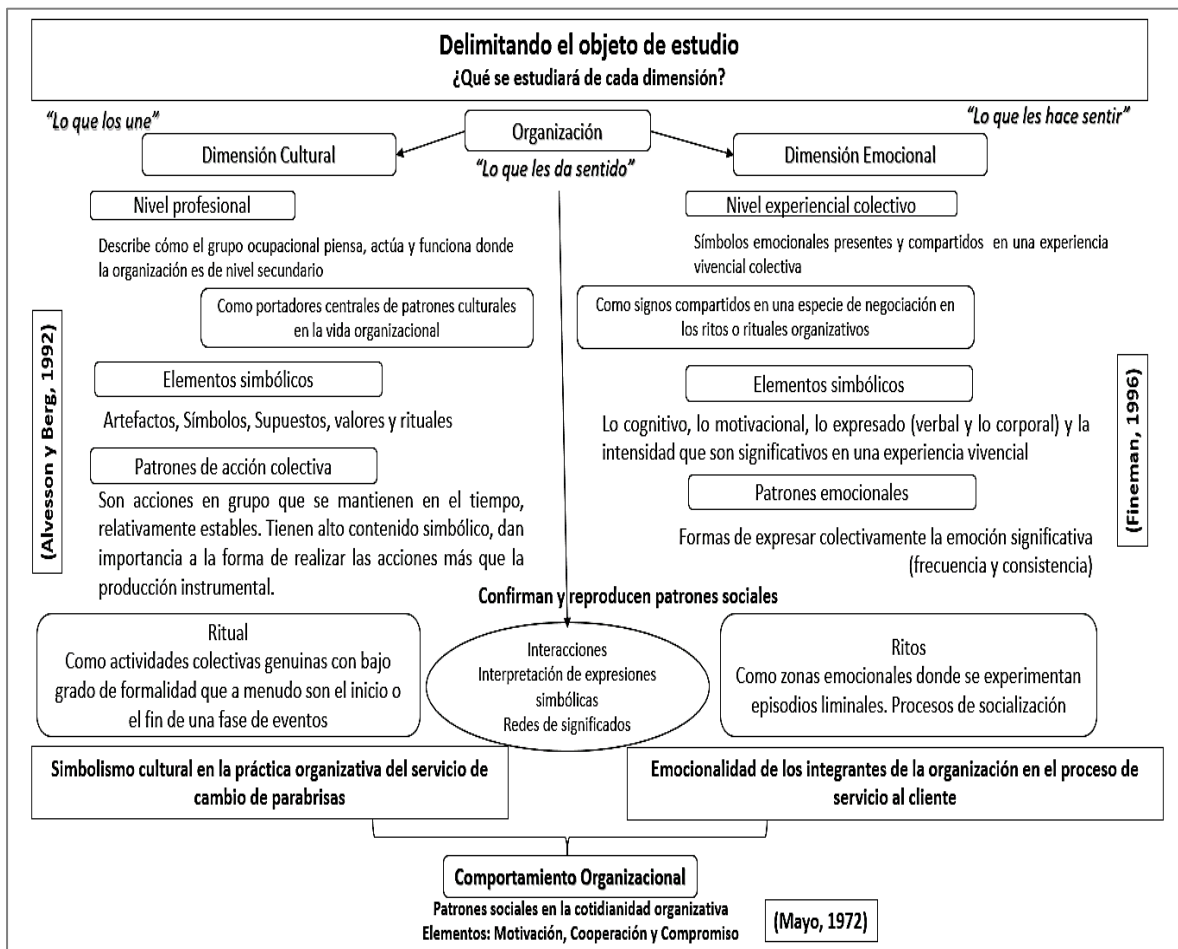 Delimitando el objeto de estudio
¿Qué se estudiará de cada dimensión?
“Lo que los une”
Organización
“Lo que les hace sentir”
Dimensión Cultural
“Lo que les da sentido”
Dimensión Emocional
Nivel profesional
Describe cómo el grupo ocupacional piensa, actúa y funciona donde
la organización es de nivel secundario
Como portadores centrales de patrones culturales
en la vida organizacional
(Alvesson y Berg, 1992)
Elementos simbólicos
Artefactos, Símbolos, Supuestos, valores y rituales
Patrones de acción colectiva
Son acciones en grupo que se mantienen en el tiempo,
relativamente estables. Tienen alto contenido simbólico, dan
importancia a la forma de realizar las acciones más que la
producción instrumental.
Nivel experiencial colectivo
Símbolos emocionales presentes y compartidos en una experiencia
vivencial colectiva
Como signos compartidos en una especie de negociación en
los ritos o rituales organizativos
Elementos simbólicos
Lo cognitivo, lo motivacional, lo expresado (verbal y lo corporal) y la
intensidad que son significativos en una experiencia vivencial
Patrones emocionales
Formas de expresar colectivamente la emoción significativa
(frecuencia y consistencia)
(Fineman, 1996)
Confirman y reproducen patrones sociales
Ritual
Como actividades colectivas genuinas con bajo
grado de formalidad que a menudo son el inicio o
el fin de una fase de eventos
Interacciones
Interpretación de expresiones
simbólicas
Redes de significados
Ritos
Como zonas emocionales donde se experimentan
episodios liminales. Procesos de socialización
Simbolismo cultural en la práctica organizativa del servicio de
cambio de parabrisas
Emocionalidad de los integrantes de la organización en el proceso de
servicio al cliente
Comportamiento Organizacional
Patrones sociales en la cotidianidad organizativa
Elementos: Motivación, Cooperación y Compromiso
(Mayo, 1972)